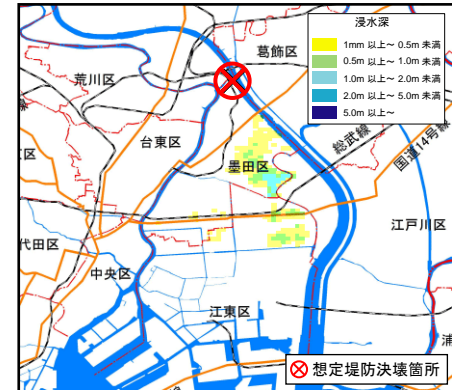 浸水深
1mm 以上~ 0.5m 未満
0.5m 以上~ 1.0m 未満
1.0m 以上~ 2.0m 未満
2.0m 以上~ 5.0m 未満
5.0m 以上~
葛飾区
荒川区
台東区
墨田区
総武線
国道14号線
江戸川区
代田区
中央区
江東区
浦
想定堤防決壊箇所